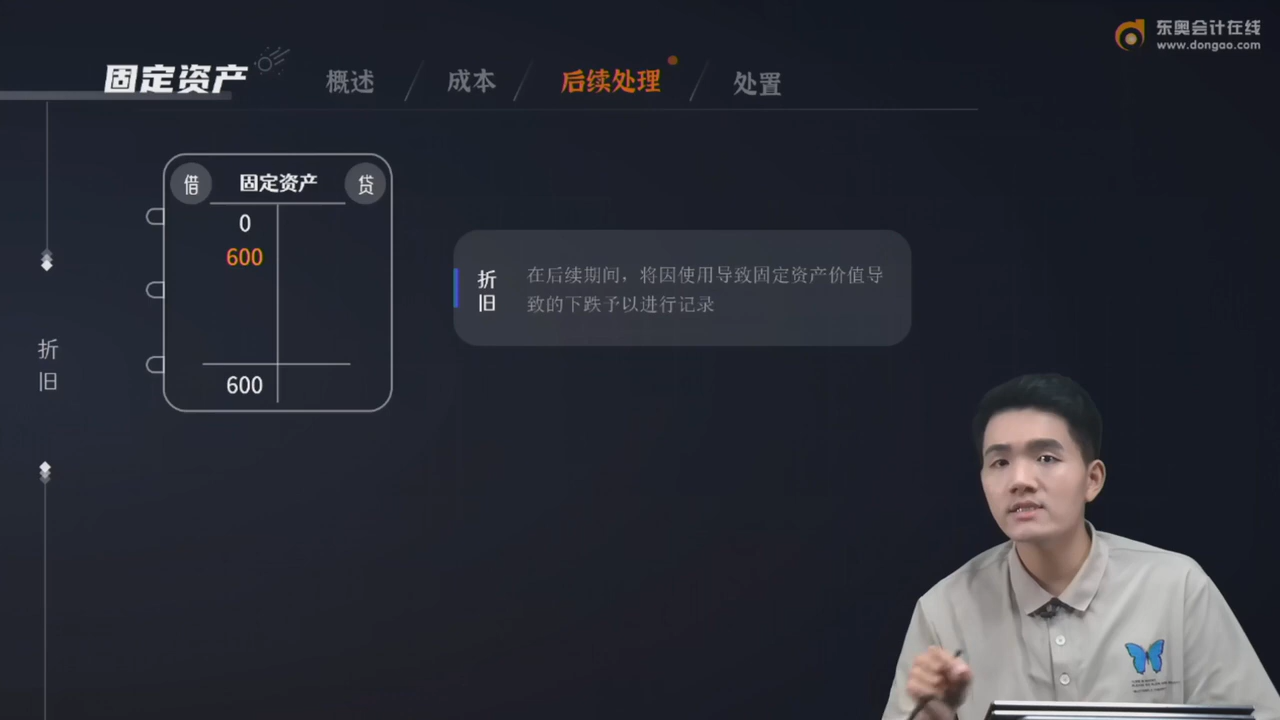 东奥会计在线
www.dongao.com
固定资产
概述
成本
后续处理
处置
借
固定资产
贷
0
600
600
折旧
在后续期间，将因使用导致固定资产价值导
致的下跌予以进行记录
折旧